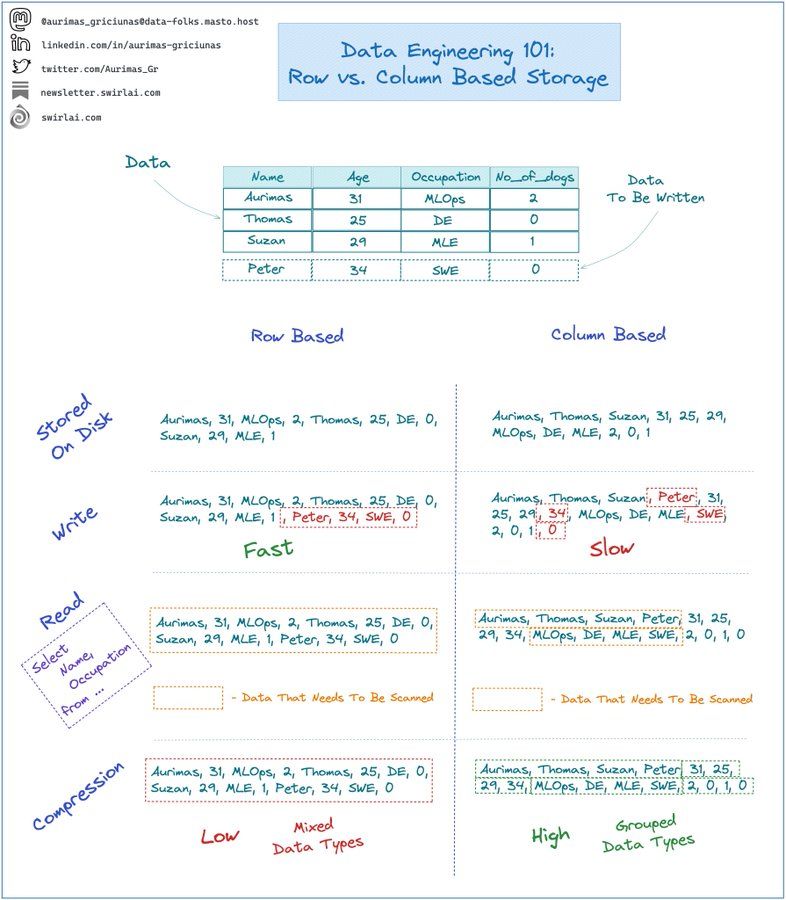 @aurimas_griciunas@data-folks.masto.host
linkedin.com/in/aurimas-griciunas
twitter.com/Aurimas_Gr
newsletter.swirlai.com
swirlai.com
Data Engineering 101:
Row vs. Column Based Storage
Data
Name Age Occupation No_of_dogs
Aurimas 31 MLOps 2
Thomas 25 DE 0
Suzan 29 MLE 1
Peter 34 SWE 0
Data
To Be Written
Row Based
Column Based
Stored
On Disk
Aurimas, 31, MLOps, 2, Thomas, 25, DE, 0,
Suzan, 29, MLE, 1
Aurimas, Thomas, Suzan, 31, 25, 29,
MLOps, DE, MLE, 2, 0, 1
Write
Aurimas, 31, MLOps, 2, Thomas, 25, DE, 0,
Suzan, 29, MLE, 1 , Peter, 34, SWE, 0
Fast
Aurimas, Thomas, Suzan , Peter, 31,
25, 29 , 34, MLOps, DE, MLE , SWE,
2, 0, 1 , 0
Slow
Read
Select
Name,
Occupation
from ...
Aurimas, 31, MLOps, 2, Thomas, 25, DE, 0,
Suzan, 29, MLE, 1, Peter, 34, SWE, 0
- Data That Needs To Be Scanned
Aurimas, Thomas, Suzan, Peter, 31, 25,
29, 34, MLOps, DE, MLE, SWE, 2, 0, 1, 0
- Data That Needs To Be Scanned
Compression
Aurimas, 31, MLOps, 2, Thomas, 25, DE, 0,
Suzan, 29, MLE, 1, Peter, 34, SWE, 0
Low
Mixed
Data Types
Aurimas, Thomas, Suzan, Peter 31, 25,
29, 34, MLOps, DE, MLE, SWE, 2, 0, 1, 0
High
Grouped
Data Types